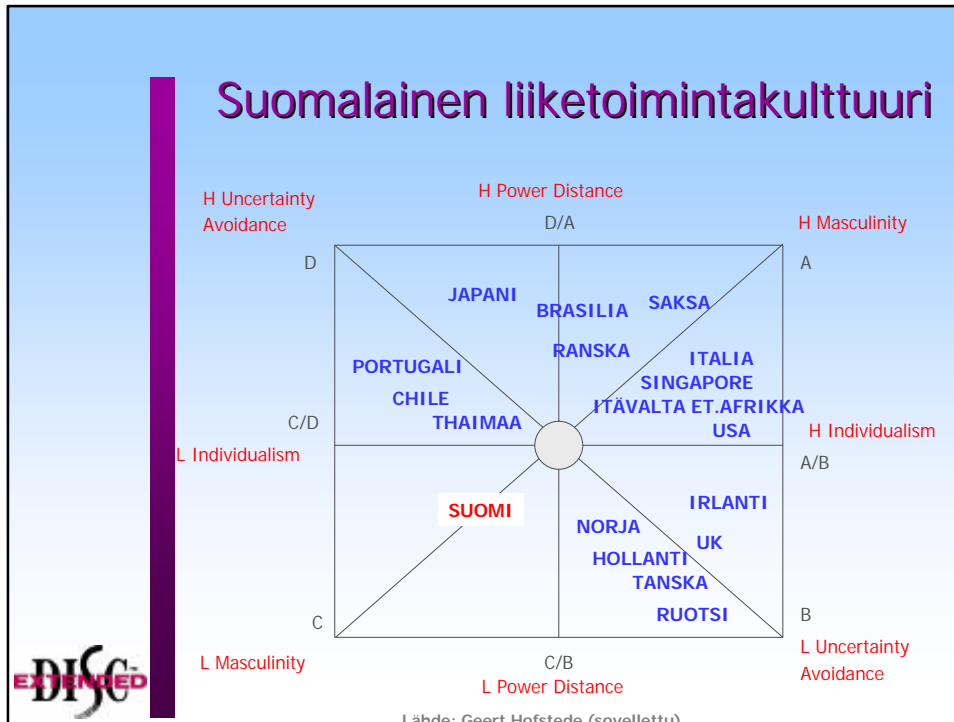 Suomalainen liiketoimintakulttuuri
H Uncertainty
Avoidance
H Power Distance
D/A
H Masculinity
D
A
JAPANI
BRASILIA
SAKSA
RANSKA
ITALIA
PORTUGALI
SINGAPORE
CHILE
ITÄVALTA ET.AFRIKKA
C/D
THAIMAA
USA
H Individualism
L Individualism
A/B
SUOMI
IRLANTI
NORJA
UK
HOLLANTI
TANSKA
RUOTSI
C
B
L Masculinity
C/B
L Uncertainty
Avoidance
L Power Distance
EXTENDED DISC™
Lähde: Geert Hofstede (sovellettu)